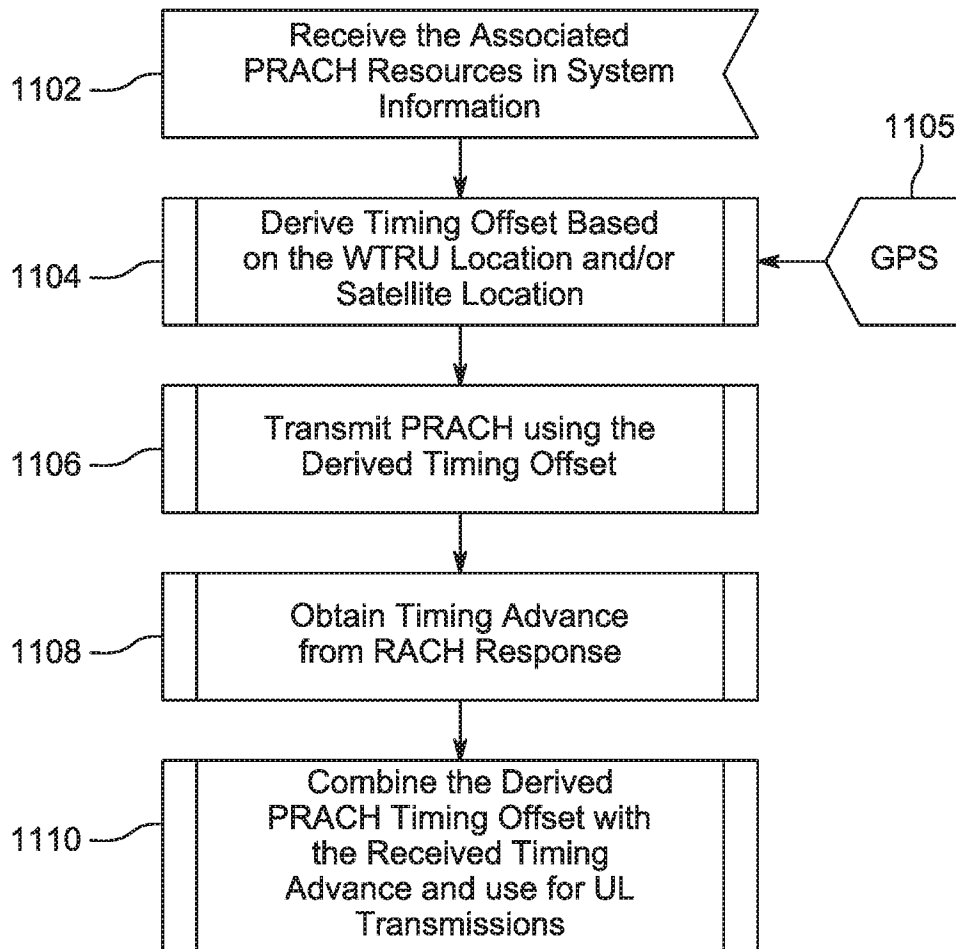 1102
Receive the Associated
PRACH Resources in System
Information
1105
GPS
1104
Derive Timing Offset Based
on the WTRU Location and/or
Satellite Location
1106
Transmit PRACH using the
Derived Timing Offset
1108
Obtain Timing Advance
from RACH Response
1110
Combine the Derived
PRACH Timing Offset with
the Received Timing
Advance and use for UL
Transmissions